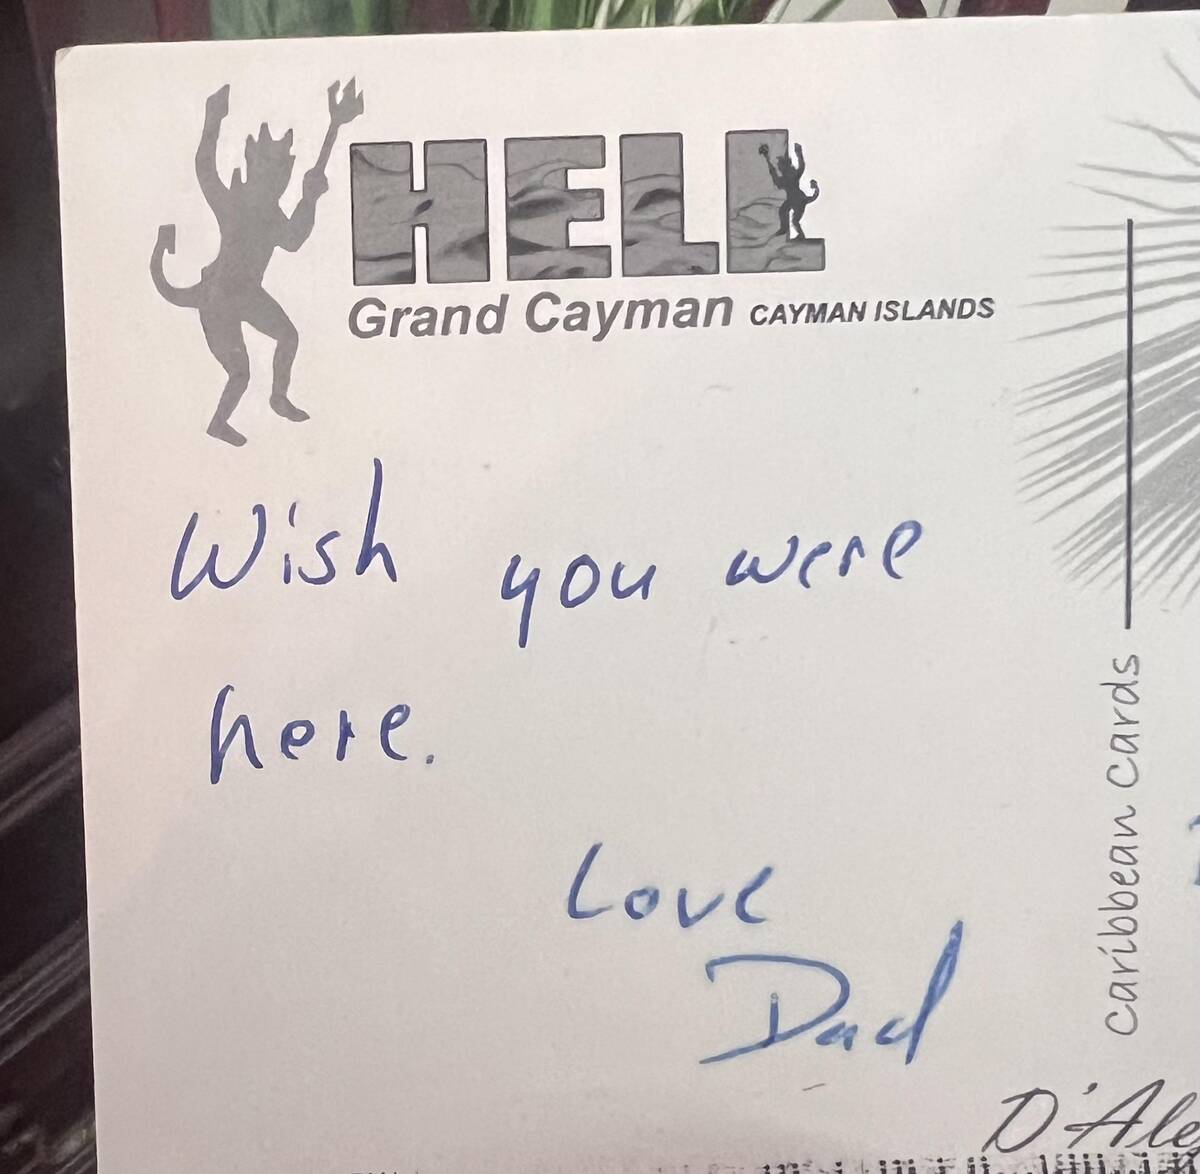 HELL
Grand Cayman CAYMAN ISLANDS
Wish you were
here.
Love
Dad
Caribbean Cards